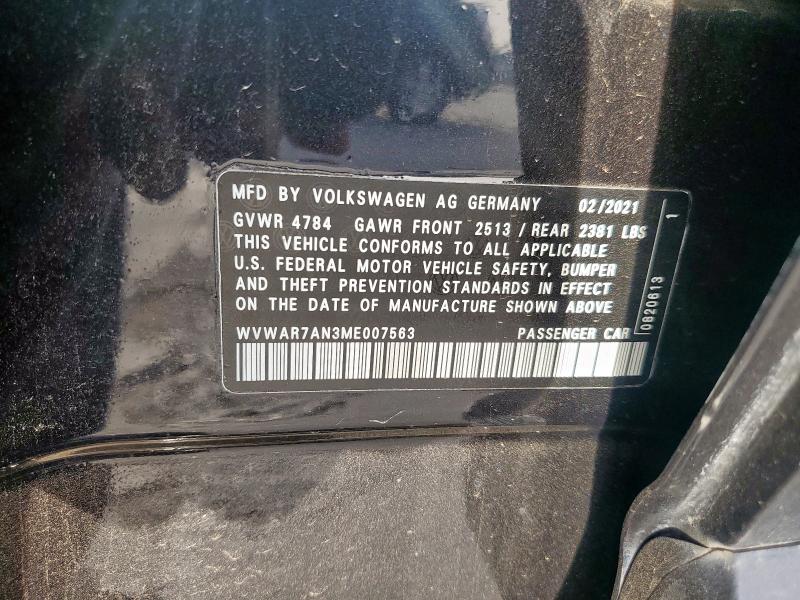 MFD BY VOLKSWAGEN AG GERMANY 02/2021
GVWR 4784 GAWR FRONT 2513 / REAR 2381 LBS
THIS VEHICLE CONFORMS TO ALL APPLICABLE
U.S. FEDERAL MOTOR VEHICLE SAFETY, BUMPER
AND THEFT PREVENTION STANDARDS IN EFFECT
ON THE DATE OF MANUFACTURE SHOWN ABOVE
WVWAR7AN3ME007563 PASSENGER CAR
0820613 1